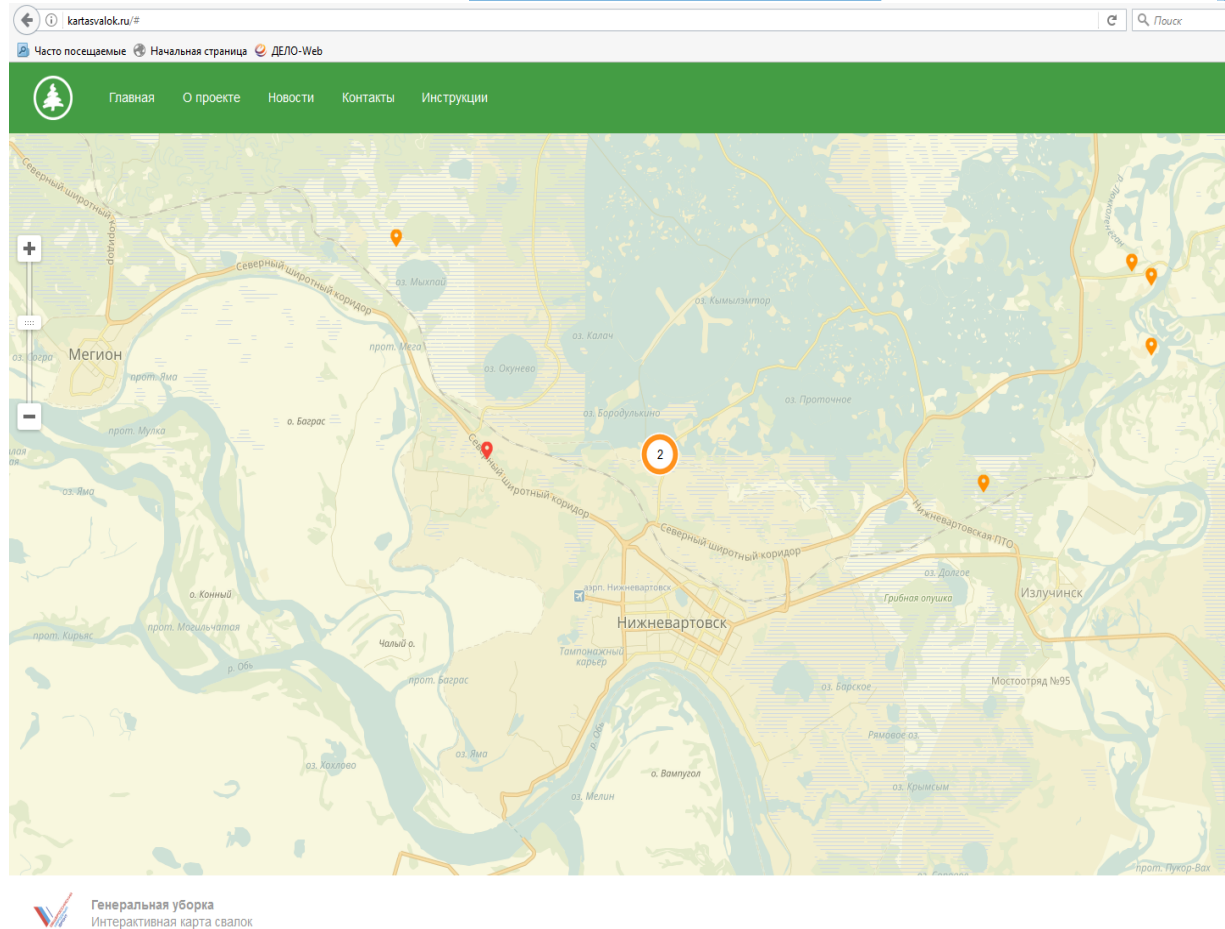 kartasvalok.ru/#
Поиск
Часто посещаемые Начальная страница ДЕЛО-Web
Главная О проекте Новости Контакты Инструкции
Северный широтный коридор
р. Люкколекъеган
Северный широтный коридор
оз. Мыхпай
оз. Кымылэмтор
оз. Калач
прот. Мега
оз. Согра
Мегион
оз. Окунево
прот. Яма
оз. Проточное
оз. Бородулькино
о. Баграс
прот. Мулка
2
Северный широтный коридор
оз. Яма
Нижневартовская ПТО
Северный широтный коридор
оз. Долгое
аэрп. Нижневартовск
Излучинск
о. Конный
Грибная опушка
Нижневартовск
прот. Кирьяс
прот. Могильчатая
Чалый о.
Тампонажный
карьер
р. Обь
прот. Баграс
Мостоотряд №95
оз. Барское
Рямовое оз.
р. Обь
оз. Яма
оз. Хохлово
о. Вампугол
оз. Крымсым
оз. Мелин
прот. Пукор-Вах
Генеральная уборка
Интерактивная карта свалок